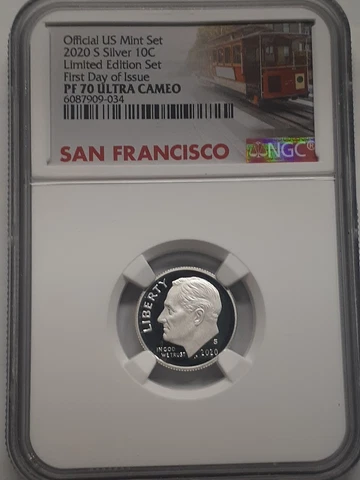 Official US Mint Set
2020 S Silver 10C
Limited Edition Set
First Day of Issue
PF 70 ULTRA CAMEO
6087909-034
SAN FRANCISCO
NGC
LIBERTY
IN GOD
WE TRUST
S
2020